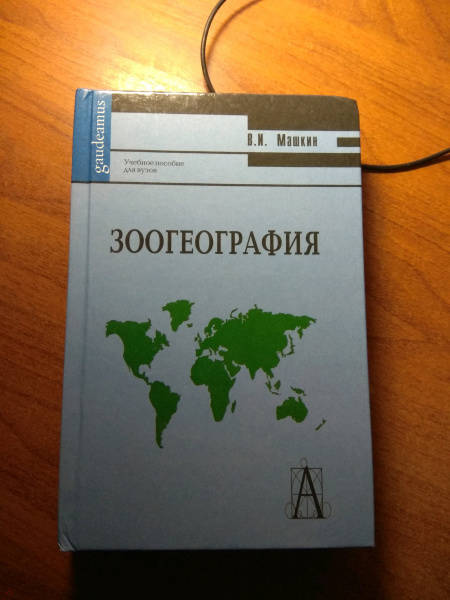 gaudeamus
В.И. Машкин
Учебное пособие
для вузов
ЗООГЕОГРАФИЯ
А